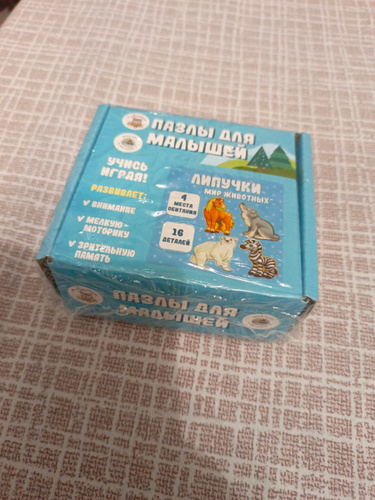 ПАЗЛЫ ДЛЯ
МАЛЫШЕЙ
УЧИСЬ
ИГРАЯ!
РАЗВИВАЕТ:
ВНИМАНИЕ
МЕЛКУЮ
МОТОРИКУ
ЗРИТЕЛЬНУЮ
ПАМЯТЬ
ЛИПУЧКИ
МИР ЖИВОТНЫХ
4
МЕСТА
ОБИТАНИЯ
16
ДЕТАЛЕЙ
ПАЗЛЫ ДЛЯ
МАЛЫШЕЙ